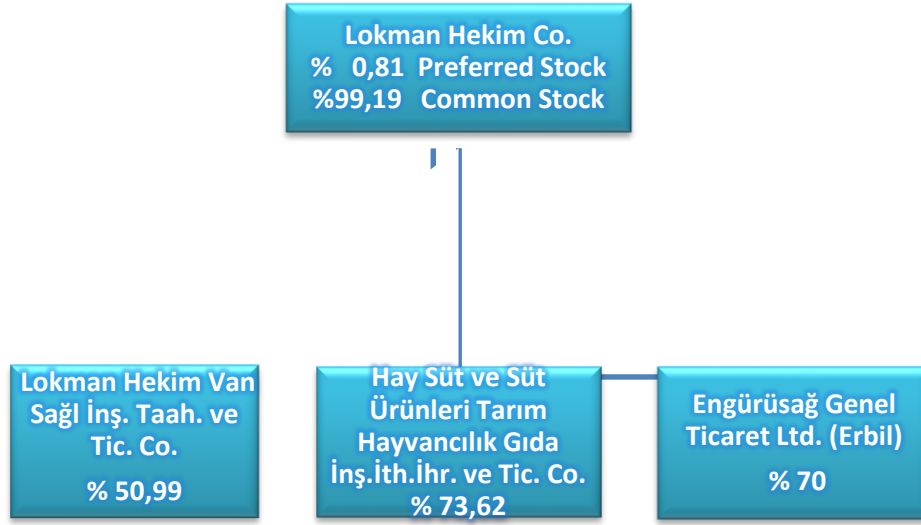 Lokman Hekim Co.
% 0,81 Preferred Stock
%99,19 Common Stock
Lokman Hekim Van
Sağl İnş. Taah. ve
Tic. Co.
% 50,99
Hay Süt ve Süt
Ürünleri Tarım
Hayvancılık Gıda
İnş.İth.İhr. ve Tic. Co.
% 73,62
Engürüsağ Genel
Ticaret Ltd. (Erbil)
% 70